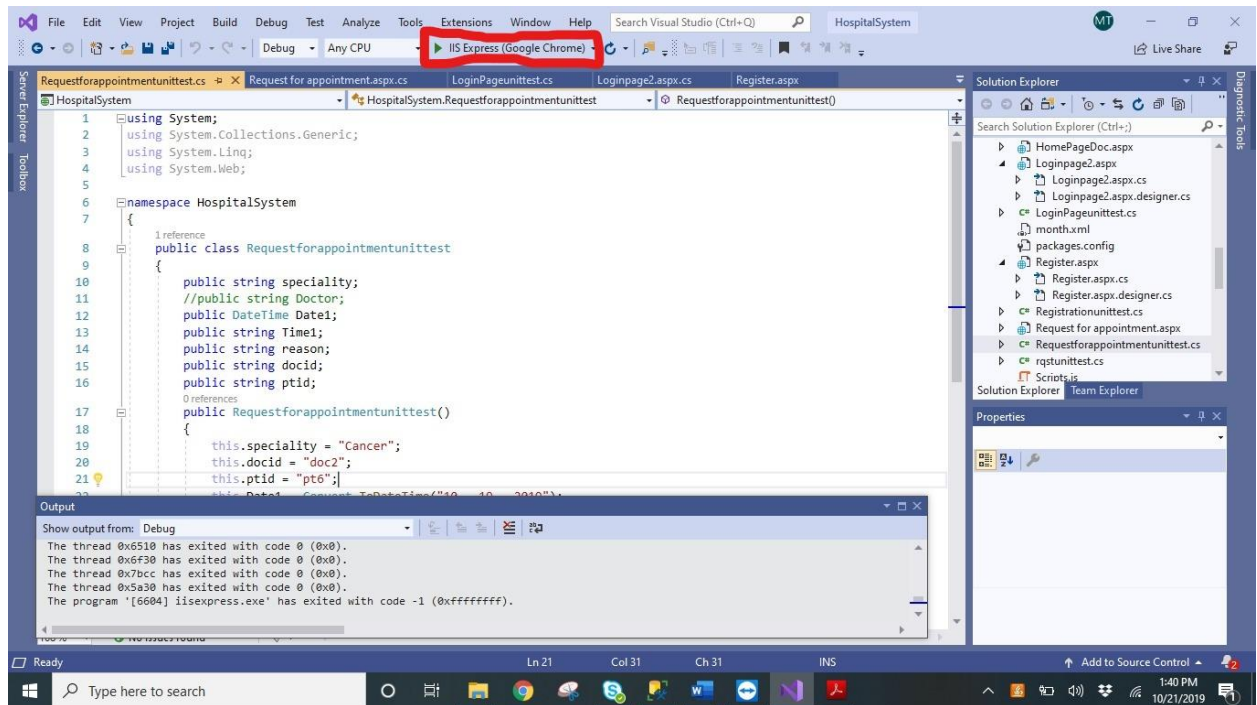 File Edit View Project Build Debug Test Analyze Tools Extensions Window Help Search Visual Studio (Ctrl+Q) HospitalSystem MT
Debug Any CPU IIS Express (Google Chrome) Live Share
Server Explorer
Toolbox
Requestforappointmentunittest.cs Request for appointment.aspx.cs LoginPageunittest.cs Loginpage2.aspx.cs Register.aspx
HospitalSystem HospitalSystem.Requestforappointmentunittest Requestforappointmentunittest()
1 using System;
2 using System.Collections.Generic;
3 using System.Linq;
4 using System.Web;
5
6 namespace HospitalSystem
7 {
1 reference
8 public class Requestforappointmentunittest
9 {
10 public string speciality;
11 //public string Doctor;
12 public DateTime Date1;
13 public string Time1;
14 public string reason;
15 public string docid;
16 public string ptid;
0 references
17 public Requestforappointmentunittest()
18 {
19 this.speciality = "Cancer";
20 this.docid = "doc2";
21 this.ptid = "pt6";
Output
Show output from: Debug
The thread 0x6510 has exited with code 0 (0x0).
The thread 0x6f30 has exited with code 0 (0x0).
The thread 0x7bcc has exited with code 0 (0x0).
The thread 0x5a30 has exited with code 0 (0x0).
The program '[6604] iisexpress.exe' has exited with code -1 (0xffffffff).
Solution Explorer
Search Solution Explorer (Ctrl+;)
HomePageDoc.aspx
Loginpage2.aspx
Loginpage2.aspx.cs
Loginpage2.aspx.designer.cs
C# LoginPageunittest.cs
month.xml
packages.config
Register.aspx
Register.aspx.cs
Register.aspx.designer.cs
C# Registrationunittest.cs
Request for appointment.aspx
C# Requestforappointmentunittest.cs
C# rqstunittest.cs
Scripts.js
Solution Explorer Team Explorer
Properties
Diagnostic Tools
Ready Ln 21 Col 31 Ch 31 INS Add to Source Control 2
Type here to search 1:40 PM
10/21/2019